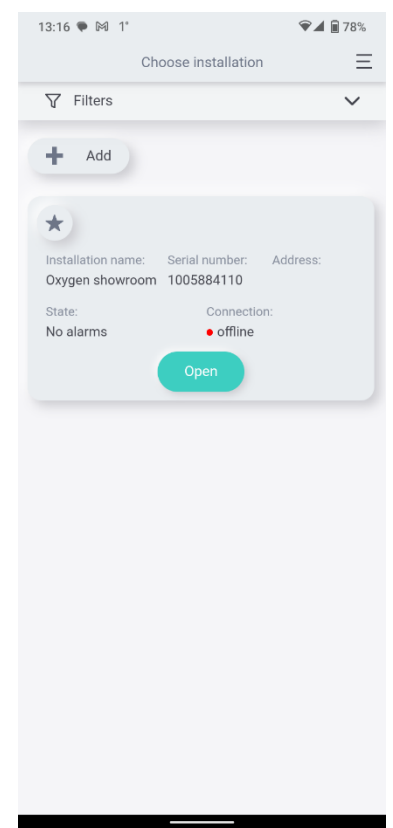 13:16 1° 78%
Choose installation
Filters
Add
Installation name: Serial number: Address:
Oxygen showroom 1005884110
State: Connection:
No alarms offline
Open